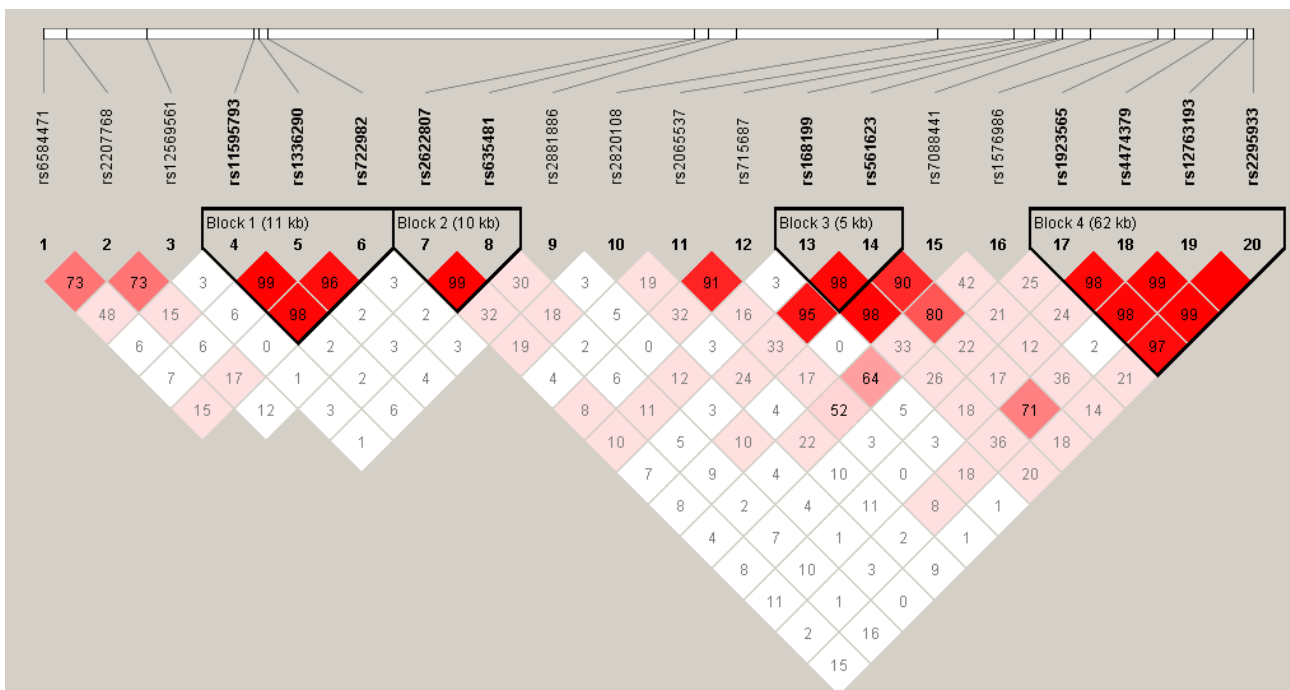 rs6584471
rs2207768
rs12569561
rs11595793
rs1336290
rs722982
rs2622807
rs635481
rs2881886
rs2820108
rs2065537
rs715687
rs168199
rs561623
rs7088441
rs1576986
rs1923565
rs4474379
rs12763193
rs2295933
Block 1 (11 kb) Block 2 (10 kb) Block 3 (5 kb) Block 4 (62 kb)
1 2 3 4 5 6 7 8 9 10 11 12 13 14 15 16 17 18 19 20
73 73 3 99 96 3 99 30 3 19 91 3 98 90 42 25 98 99
48 15 6 98 2 2 32 18 5 32 16 95 98 80 21 24 98 99
6 6 0 2 3 3 19 2 0 3 33 0 33 22 12 2 97
7 17 1 2 4 4 6 12 24 17 64 26 17 36 21
15 12 3 6 8 11 3 4 52 5 18 71 14
1 10 5 10 22 3 3 36 18
7 9 4 10 0 18 20
8 2 4 11 8 1
4 7 1 2 1
8 10 3 9
11 1 0
2 16
15